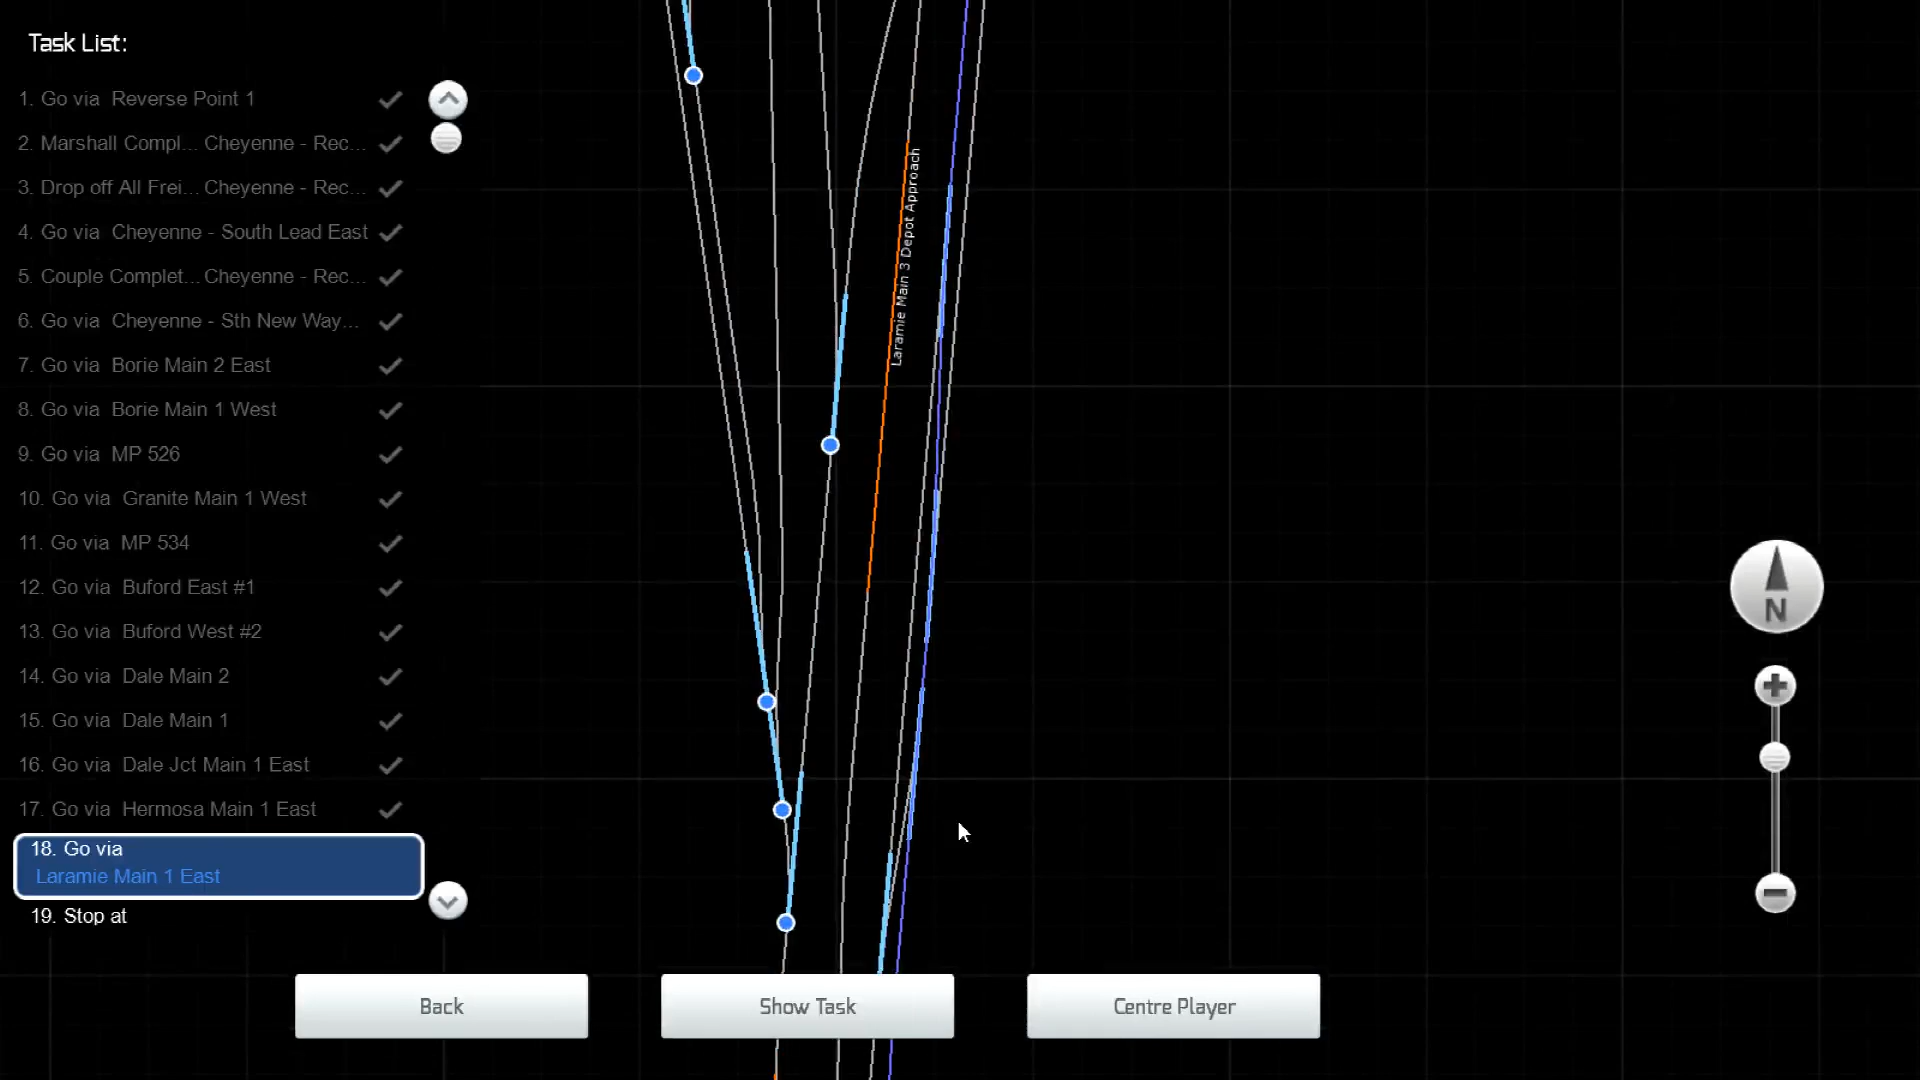 Task List:
1. Go via Reverse Point 1
2. Marshall Compl... Cheyenne - Rec...
3. Drop off All Frei... Cheyenne - Rec...
4. Go via Cheyenne - South Lead East
5. Couple Complet... Cheyenne - Rec...
6. Go via Cheyenne - Sth New Way...
7. Go via Borie Main 2 East
8. Go via Borie Main 1 West
9. Go via MP 526
10. Go via Granite Main 1 West
11. Go via MP 534
12. Go via Buford East #1
13. Go via Buford West #2
14. Go via Dale Main 2
15. Go via Dale Main 1
16. Go via Dale Jct Main 1 East
17. Go via Hermosa Main 1 East
18. Go via
Laramie Main 1 East
19. Stop at
Laramie Main 3 Depot Approach
N
Back
Show Task
Centre Player